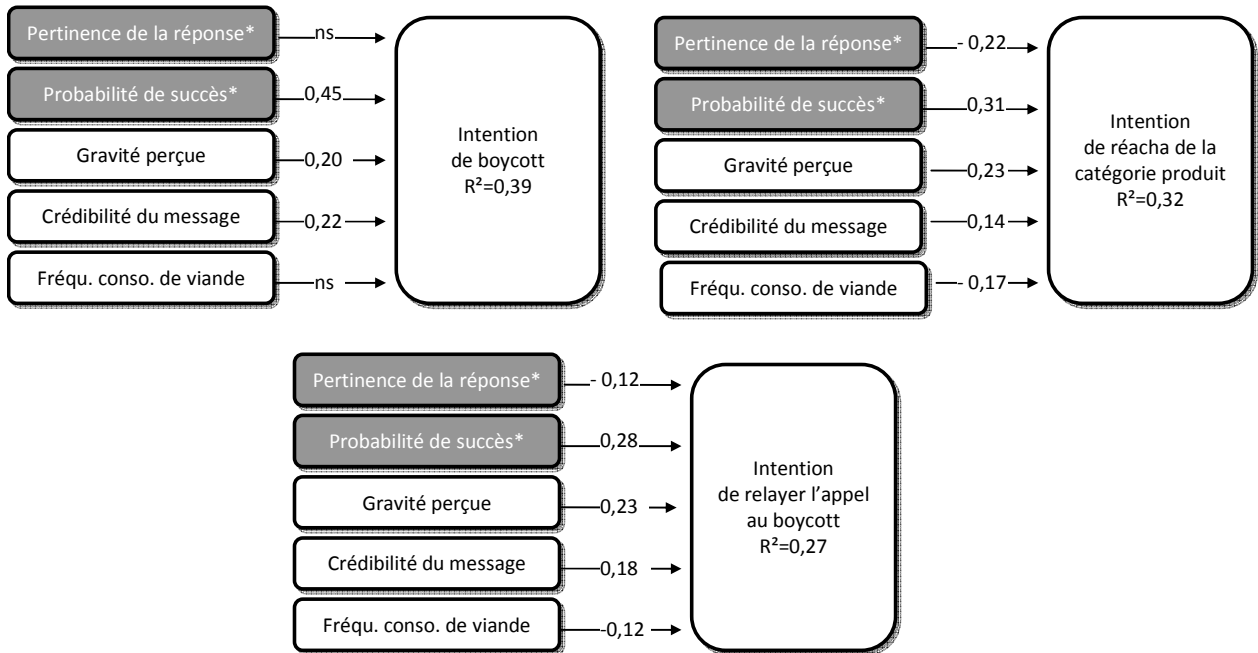 Pertinence de la réponse* ns
Probabilité de succès* 0,45
Gravité perçue 0,20
Crédibilité du message 0,22
Fréqu. conso. de viande ns
Intention
de boycott
R²=0,39
Pertinence de la réponse* - 0,22
Probabilité de succès* 0,31
Gravité perçue 0,23
Crédibilité du message 0,14
Fréqu. conso. de viande - 0,17
Intention
de réacha de la
catégorie produit
R²=0,32
Pertinence de la réponse* - 0,12
Probabilité de succès* 0,28
Gravité perçue 0,23
Crédibilité du message 0,18
Fréqu. conso. de viande -0,12
Intention
de relayer l’appel
au boycott
R²=0,27